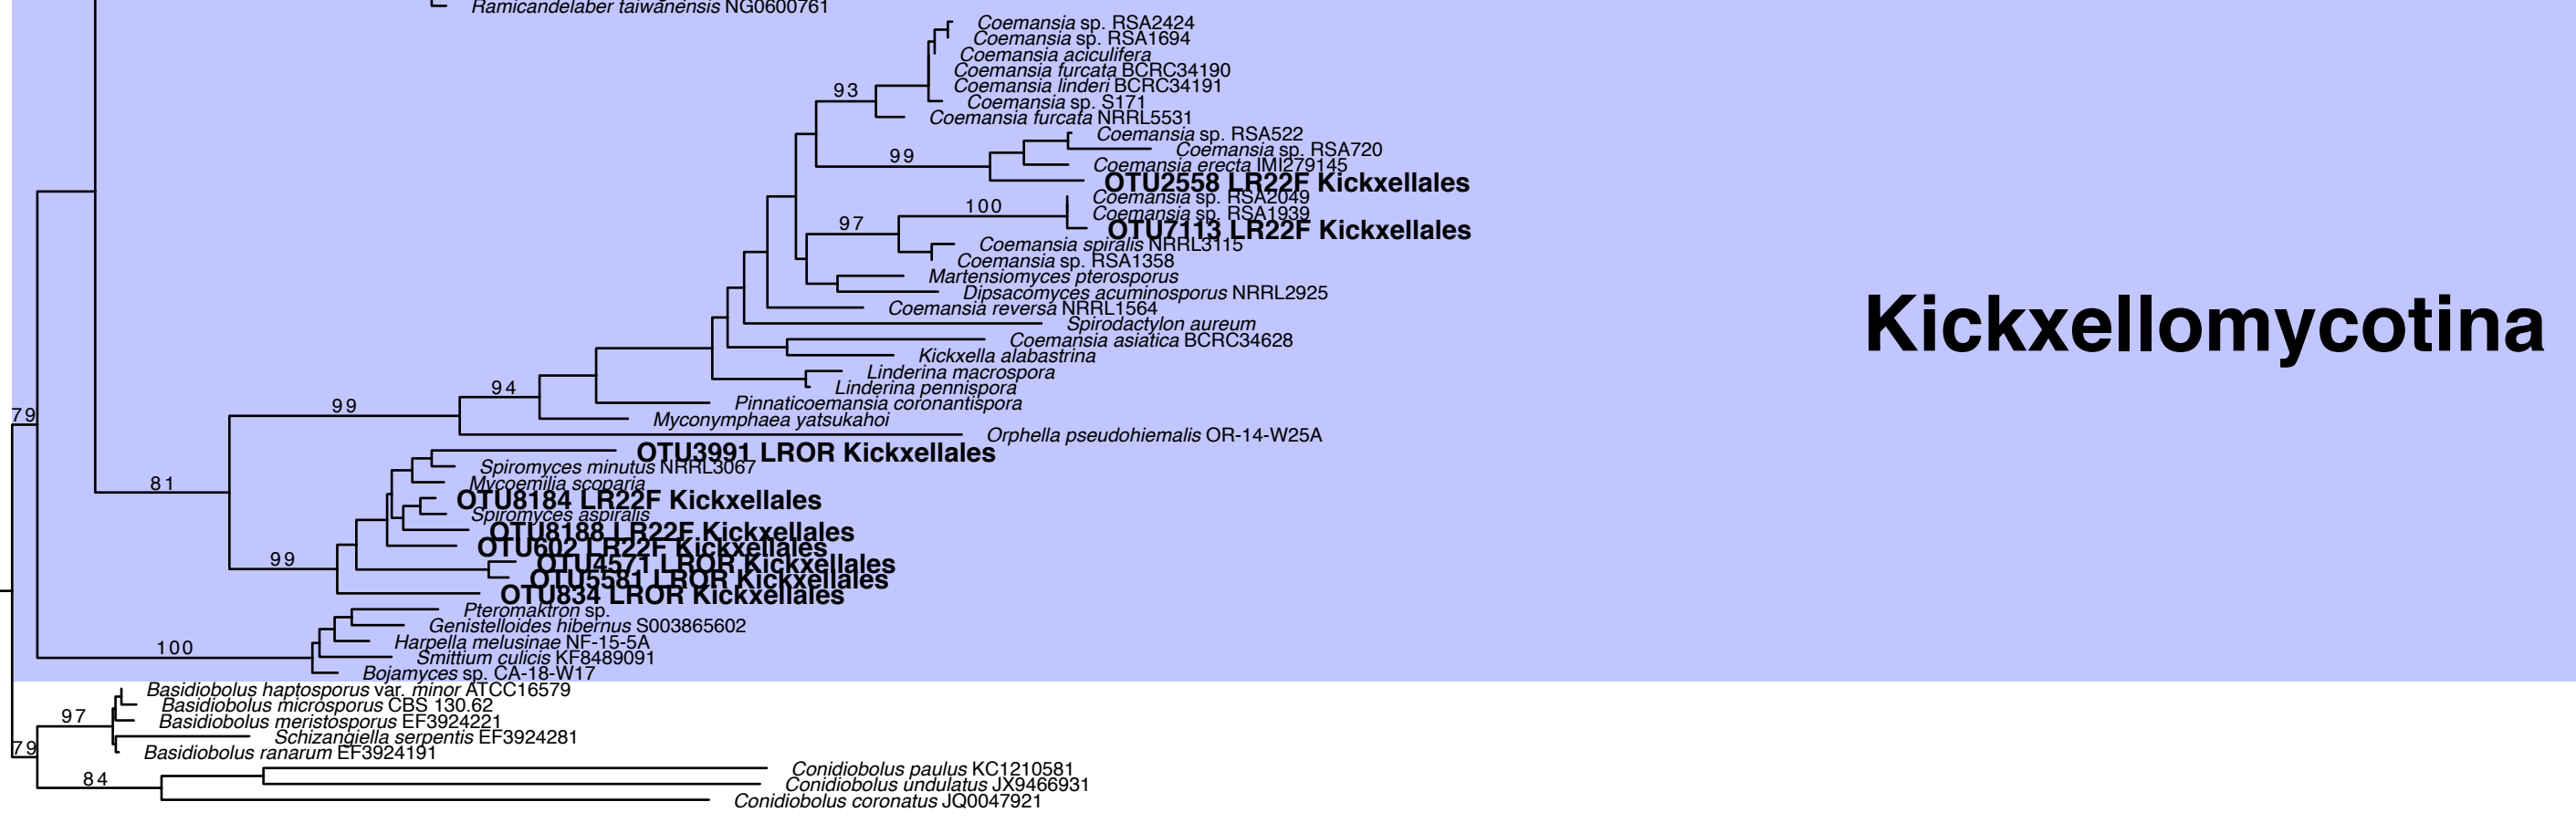 Ramicandelaber taiwanensis NG0600761
Coemansia sp. RSA2424
Coemansia sp. RSA1694
Coemansia aciculifera
Coemansia furcata BCRC34190
93
Coemansia linderi BCRC34191
Coemansia sp. S171
Coemansia furcata NRRL5531
Coemansia sp. RSA522
Coemansia sp. RSA720
99
Coemansia erecta IMI279145
OTU2558 LR22F Kickxellales
Coemansia sp. RSA2049
100
Coemansia sp. RSA1939
97
OTU7113 LR22F Kickxellales
Coemansia spiralis NRRL3115
Coemansia sp. RSA1358
Martensiomyces pterosporus
Dipsacomyces acuminosporus NRRL2925
Coemansia reversa NRRL1564
Spirodactylon aureum
Kickxellomycotina
Coemansia asiatica BCRC34628
Kickxella alabastrina
Linderina macrospora
94
Linderina pennispora
99
Pinnaticoemansia coronantispora
79
Myconymphaea yatsukahoi
Orphella pseudohiemalis OR-14-W25A
OTU3991 LROR Kickxellales
Spiromyces minutus NRRL3067
81
Mycoemilia scoparia
OTU8184 LR22F Kickxellales
Spiromyces aspiralis
OTU8188 LR22F Kickxellales
OTU602 LR22F Kickxellales
99
OTU4571 LROR Kickxellales
OTU5581 LROR Kickxellales
OTU834 LROR Kickxellales
Pteromaktron sp.
Genistelloides hibernus S003865602
100
Harpella melusinae NF-15-5A
Smittium culicis KF8489091
Bojamyces sp. CA-18-W17
Basidiobolus haptosporus var. minor ATCC16579
Basidiobolus microsporus CBS 130.62
97
Basidiobolus meristosporus EF3924221
Schizangiella serpentis EF3924281
79
Basidiobolus ranarum EF3924191
Conidiobolus paulus KC1210581
84
Conidiobolus undulatus JX9466931
Conidiobolus coronatus JQ0047921